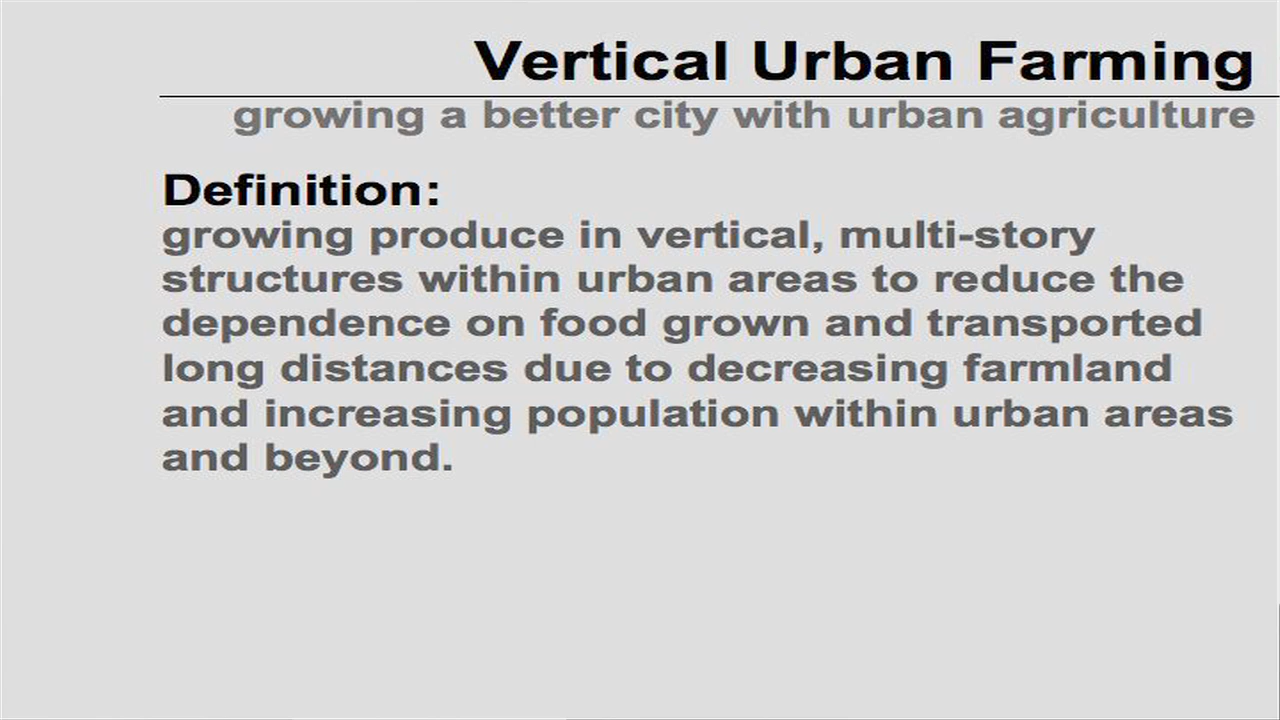 Vertical Urban Farming
growing a better city with urban agriculture
Definition:
growing produce in vertical, multi-story
structures within urban areas to reduce the
dependence on food grown and transported
long distances due to decreasing farmland
and increasing population within urban areas
and beyond.